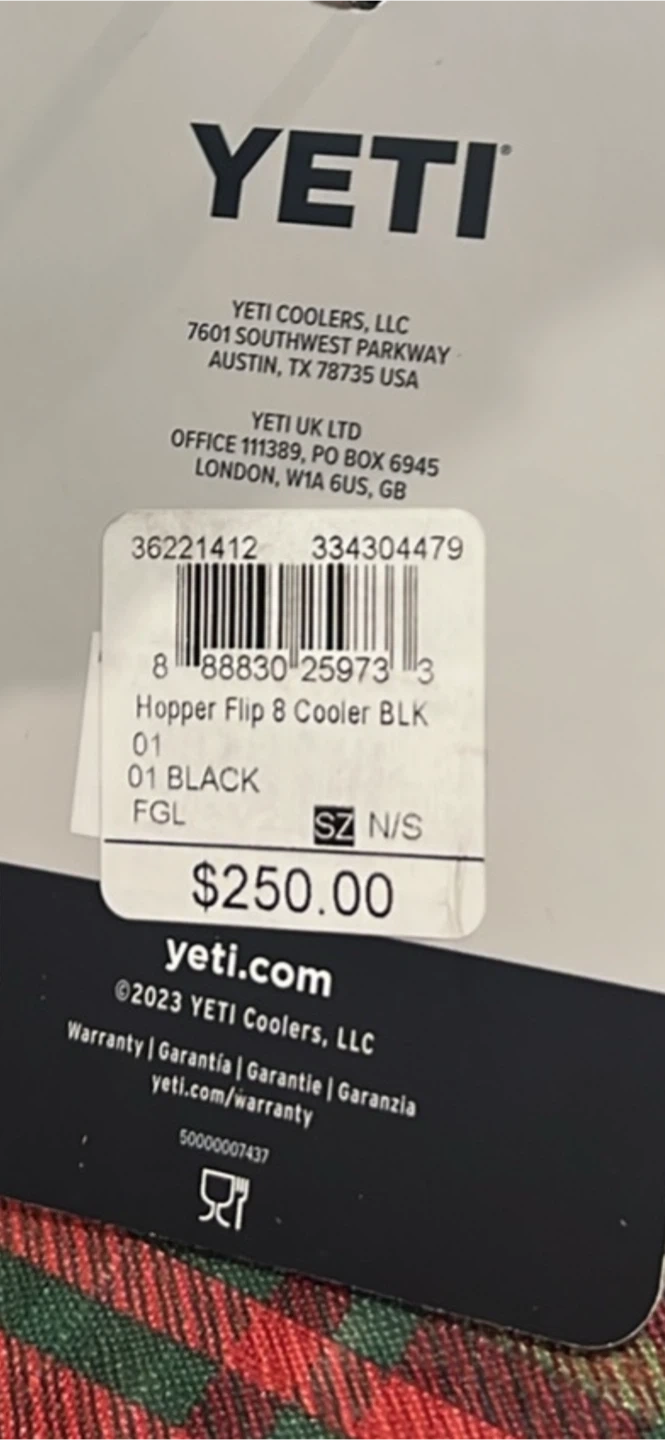 YETI®
YETI COOLERS, LLC
7601 SOUTHWEST PARKWAY
AUSTIN, TX 78735 USA
YETI UK LTD
OFFICE 111389, PO BOX 6945
LONDON, W1A 6US, GB
36221412 334304479
8 88830 25973 3
Hopper Flip 8 Cooler BLK
01
01 BLACK
FGL SZ N/S
$250.00
yeti.com
©2023 YETI Coolers, LLC
Warranty | Garantía | Garantie | Garanzia
yeti.com/warranty
50000007437